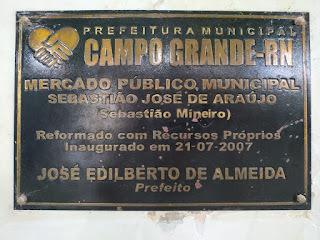 PREFEITURA MUNICIPAL
CAMPO GRANDE-RN
MERCADO PÚBLICO MUNICIPAL
SEBASTIÃO JOSÉ DE ARAÚJO
(Sebastião Mineiro)
Reformado com Recursos Próprios
Inaugurado em 21-07-2007
JOSÉ EDILBERTO DE ALMEIDA
Prefeito